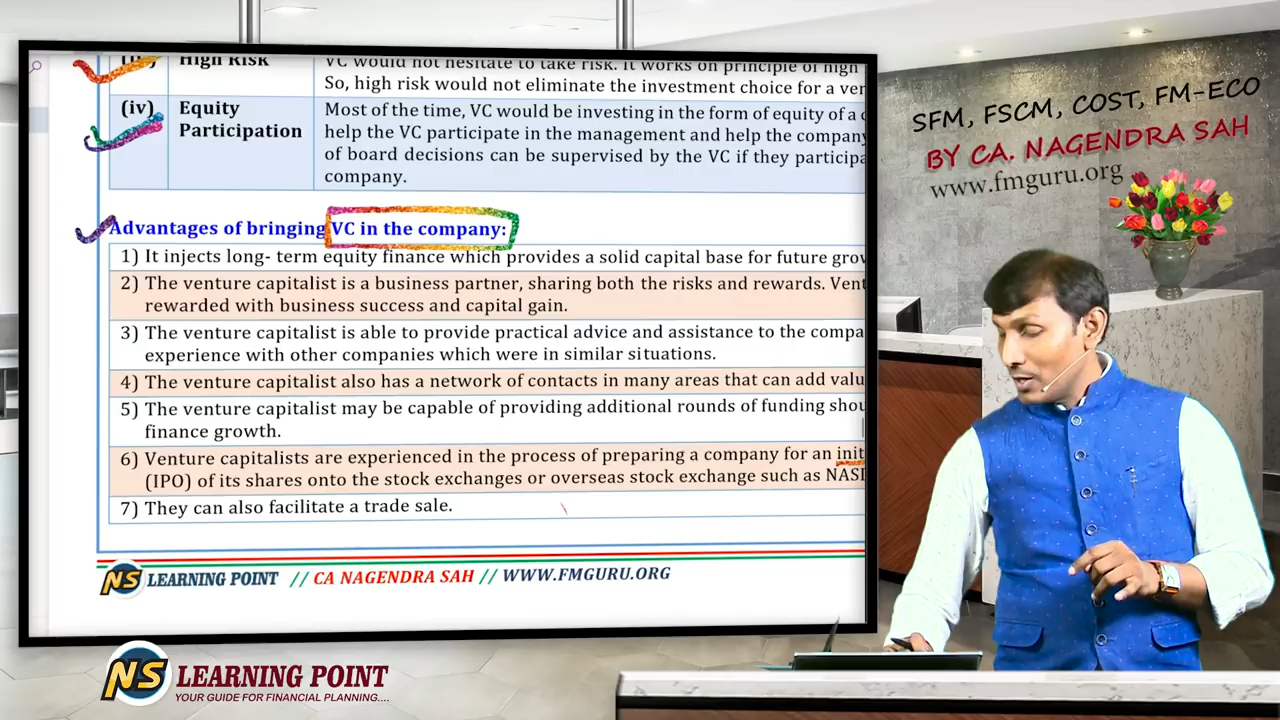 (iii) High Risk VC would not hesitate to take risk. It works on principle of high
So, high risk would not eliminate the investment choice for a ven
(iv) Equity Participation
Most of the time, VC would be investing in the form of equity of a c
help the VC participate in the management and help the company
of board decisions can be supervised by the VC if they participa
company.
Advantages of bringing VC in the company:
1) It injects long- term equity finance which provides a solid capital base for future grow
2) The venture capitalist is a business partner, sharing both the risks and rewards. Vent
rewarded with business success and capital gain.
3) The venture capitalist is able to provide practical advice and assistance to the compa
experience with other companies which were in similar situations.
4) The venture capitalist also has a network of contacts in many areas that can add valu
5) The venture capitalist may be capable of providing additional rounds of funding shou
finance growth.
6) Venture capitalists are experienced in the process of preparing a company for an init
(IPO) of its shares onto the stock exchanges or overseas stock exchange such as NASD
7) They can also facilitate a trade sale.
NS LEARNING POINT // CA NAGENDRA SAH // WWW.FMGURU.ORG
SFM, FSCM, COST, FM-ECO
BY CA. NAGENDRA SAH
www.fmguru.org
NS LEARNING POINT
YOUR GUIDE FOR FINANCIAL PLANNING....